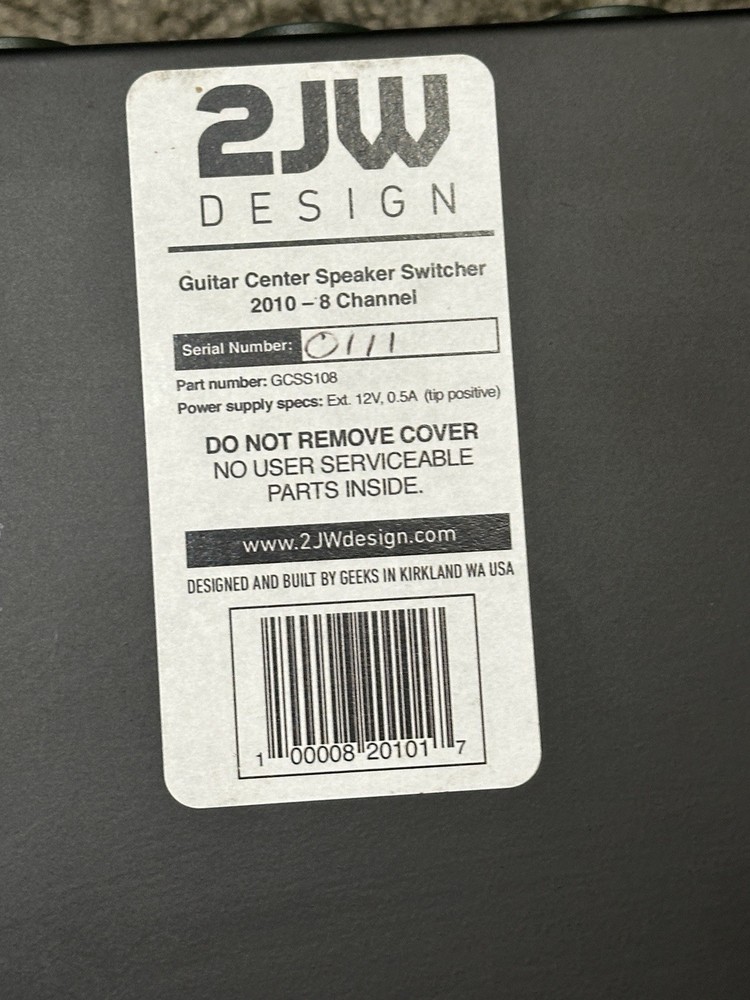 2JW
DESIGN
Guitar Center Speaker Switcher
2010 – 8 Channel
Serial Number: 0111
Part number: GCSS108
Power supply specs: Ext. 12V, 0.5A (tip positive)
DO NOT REMOVE COVER
NO USER SERVICEABLE
PARTS INSIDE.
www.2JWdesign.com
DESIGNED AND BUILT BY GEEKS IN KIRKLAND WA USA
1 00008 20101 7